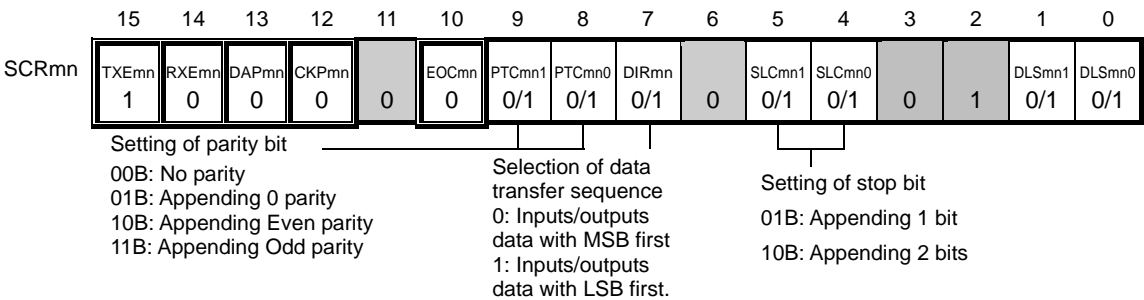 15 14 13 12 11 10 9 8 7 6 5 4 3 2 1 0
SCRmn TXEmn RXEmn DAPmn CKPmn EOCmn PTCmn1 PTCmn0 DIRmn SLCmn1 SLCmn0 DLSmn1 DLSmn0
1 0 0 0 0 0 0/1 0/1 0/1 0 0/1 0/1 0 1 0/1 0/1
Setting of parity bit
00B: No parity
01B: Appending 0 parity
10B: Appending Even parity
11B: Appending Odd parity
Selection of data
transfer sequence
0: Inputs/outputs
data with MSB first
1: Inputs/outputs
data with LSB first.
Setting of stop bit
01B: Appending 1 bit
10B: Appending 2 bits